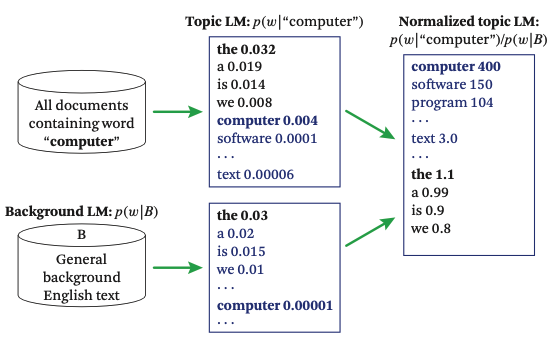 Topic LM: p(w|“computer”)
Normalized topic LM:
p(w|“computer”)/p(w|B)
All documents
containing word
“computer”
the 0.032
a 0.019
is 0.014
we 0.008
computer 0.004
software 0.0001
...
text 0.00006
computer 400
software 150
program 104
...
text 3.0
...
the 1.1
a 0.99
is 0.9
we 0.8
Background LM: p(w|B)
B
General
background
English text
the 0.03
a 0.02
is 0.015
we 0.01
...
computer 0.00001
...